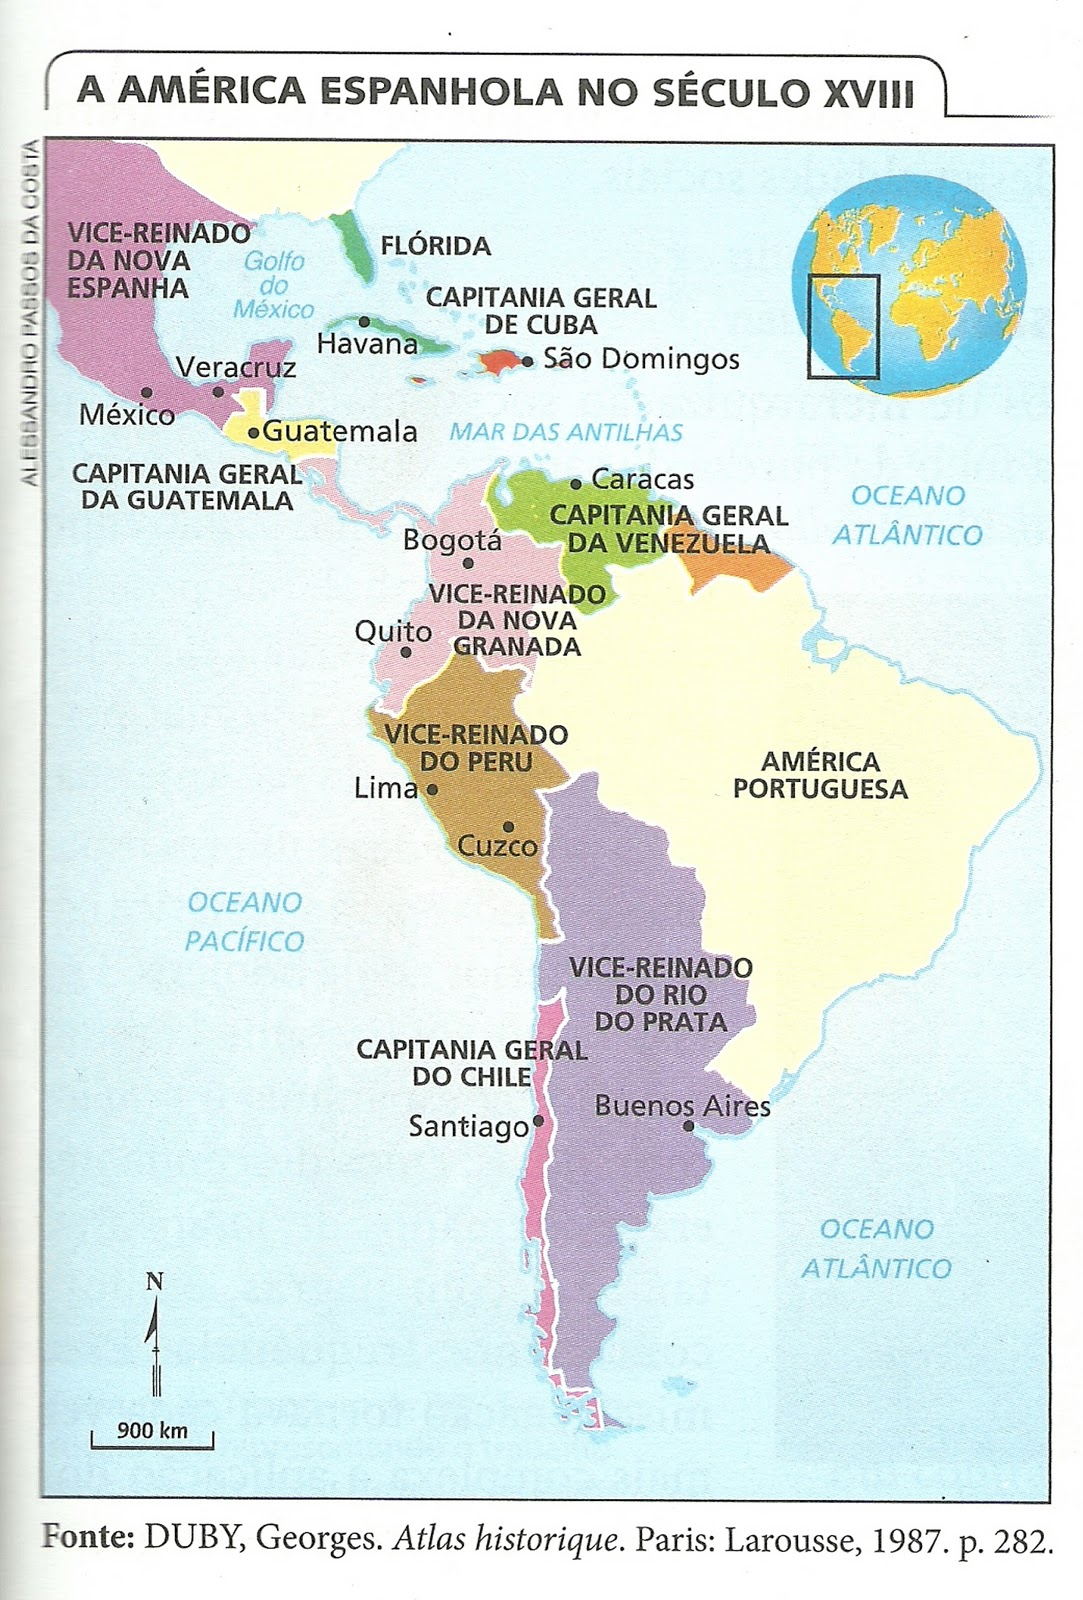 A AMÉRICA ESPANHOLA NO SÉCULO XVIII
ALESSANDRO PASSOS DA COSTA
VICE-REINADO
DA NOVA
ESPANHA
Golfo
do
México
FLÓRIDA
CAPITANIA GERAL
DE CUBA
Havana
São Domingos
Veracruz
México
Guatemala
MAR DAS ANTILHAS
CAPITANIA GERAL
DA GUATEMALA
Caracas
CAPITANIA GERAL
DA VENEZUELA
OCEANO
ATLÂNTICO
Bogotá
VICE-REINADO
DA NOVA
GRANADA
Quito
VICE-REINADO
DO PERU
Lima
Cuzco
AMÉRICA
PORTUGUESA
OCEANO
PACÍFICO
VICE-REINADO
DO RIO
DO PRATA
CAPITANIA GERAL
DO CHILE
Santiago
Buenos Aires
OCEANO
ATLÂNTICO
N
900 km
Fonte: DUBY, Georges. Atlas historique. Paris: Larousse, 1987. p. 282.